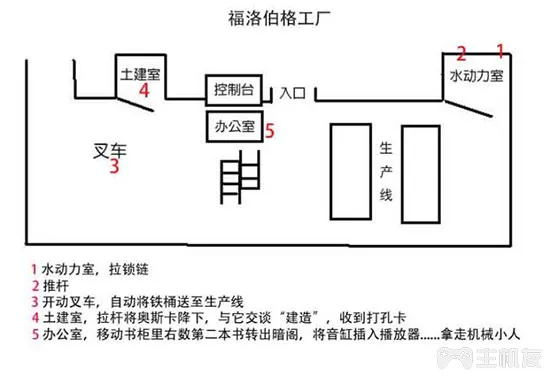 福洛伯格工厂
土建室
4
控制台
入口
2
1
水动力室
办公室
5
叉车
3
生产线
1 水动力室，拉锁链
2 推杆
3 开动叉车，自动将铁桶送至生产线
4 土建室，拉杆将奥斯卡降下，与它交谈“建造”，收到打孔卡
5 办公室，移动书柜里右数第二本书转出暗阁，将音缸插入播放器......拿走机械小人
主机友